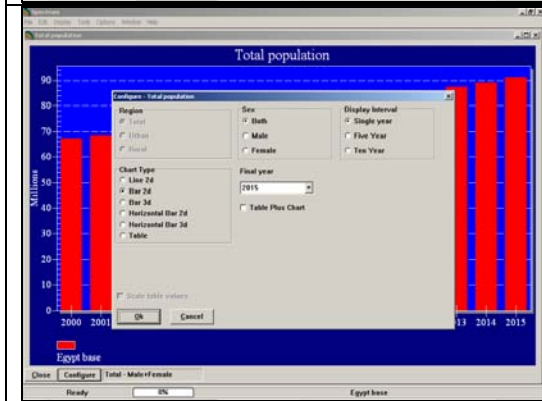 Spectrum
File Edit Display Tools Options Window Help
Total population
Total population
90
80
70
60
50
40
30
20
10
0
Millions
Configure - Total population
Region
Total
Urban
Rural
Sex
Both
Male
Female
Display Interval
Single year
Five Year
Ten Year
Chart Type
Line 2d
Bar 2d
Bar 3d
Horizontal Bar 2d
Horizontal Bar 3d
Table
Final year
2015
Table Plus Chart
Scale table values
Ok Cancel
2000 2001 13 2014 2015
Egypt base
Close Configure Total - Male+Female
Ready 0% Egypt base